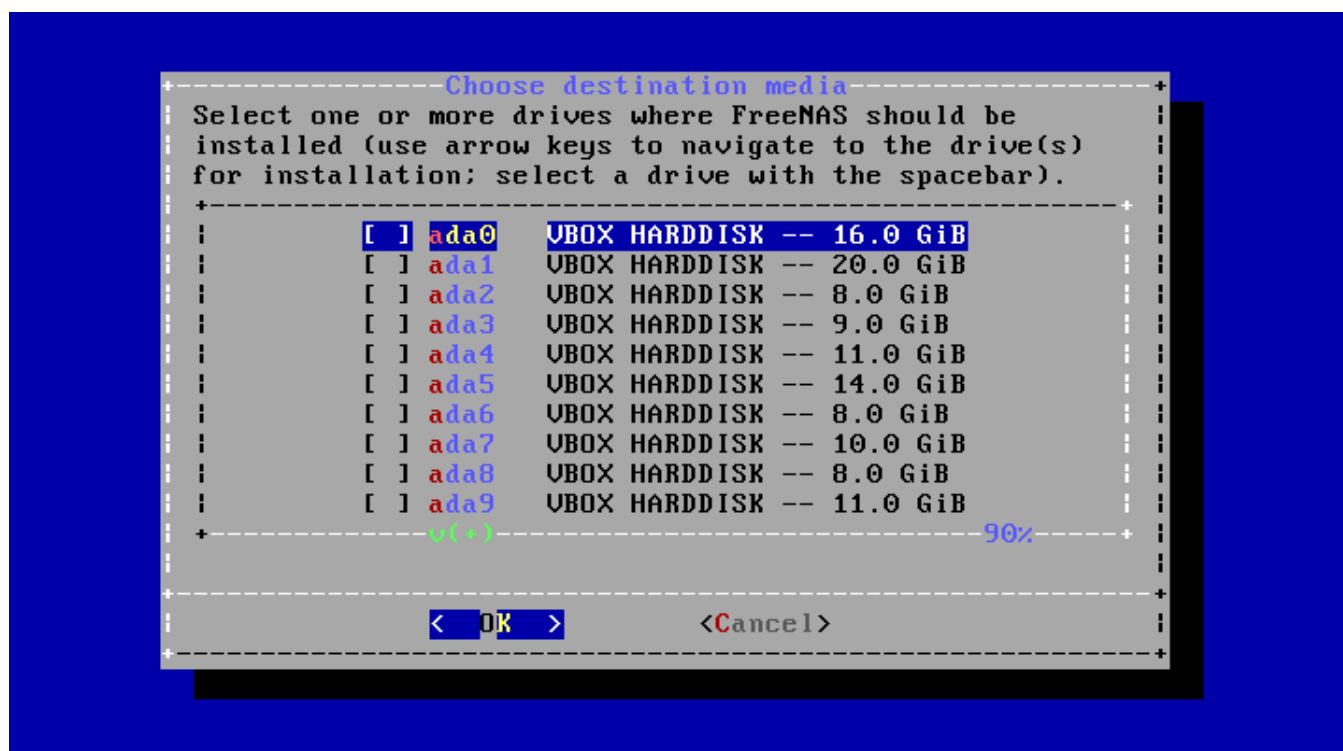 Choose destination media
Select one or more drives where FreeNAS should be
installed (use arrow keys to navigate to the drive(s)
for installation; select a drive with the spacebar).
[ ] ada0 VBOX HARDDISK -- 16.0 GiB
[ ] ada1 VBOX HARDDISK -- 20.0 GiB
[ ] ada2 VBOX HARDDISK -- 8.0 GiB
[ ] ada3 VBOX HARDDISK -- 9.0 GiB
[ ] ada4 VBOX HARDDISK -- 11.0 GiB
[ ] ada5 VBOX HARDDISK -- 14.0 GiB
[ ] ada6 VBOX HARDDISK -- 8.0 GiB
[ ] ada7 VBOX HARDDISK -- 10.0 GiB
[ ] ada8 VBOX HARDDISK -- 8.0 GiB
[ ] ada9 VBOX HARDDISK -- 11.0 GiB
v(+) 90%
< OK > <Cancel>